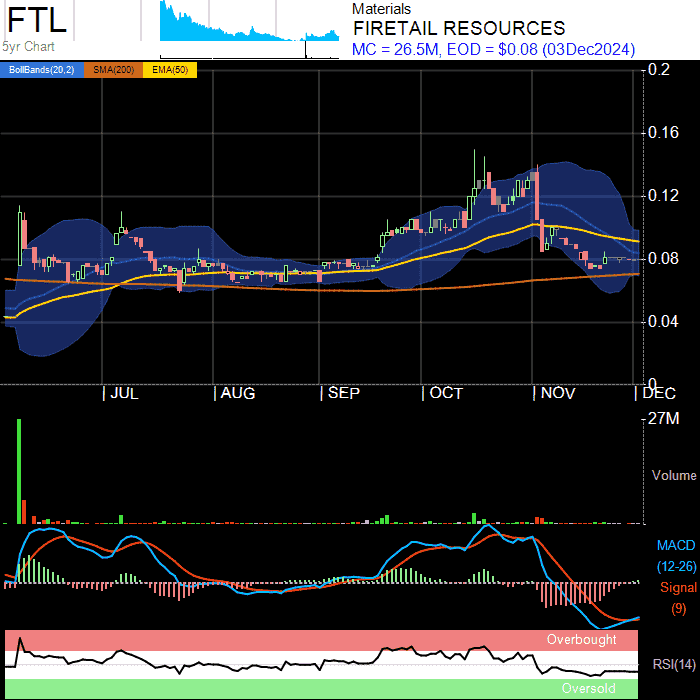 FTL
5yr Chart
Materials
FIRETAIL RESOURCES
MC = 26.5M, EOD = $0.08 (03Dec2024)
BollBands(20,2) SMA(200) EMA(50)
0.2
0.16
0.12
0.08
0.04
0
JUL AUG SEP OCT NOV DEC
27M
Volume
MACD
(12-26)
Signal
(9)
Overbought
RSI(14)
Oversold